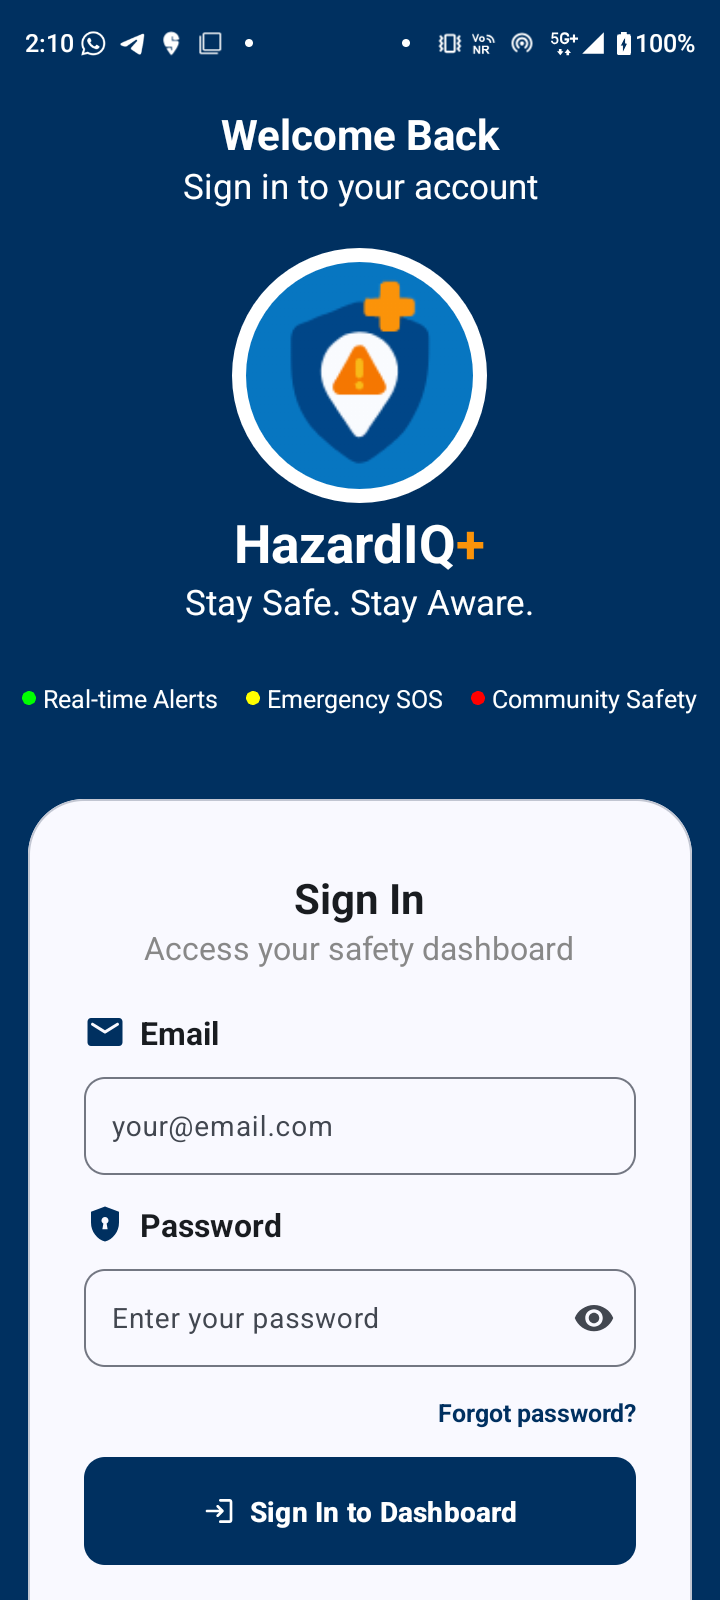 2:10 Vo NR 5G+ 100%
Welcome Back
Sign in to your account
HazardIQ+
Stay Safe. Stay Aware.
Real-time Alerts Emergency SOS Community Safety
Sign In
Access your safety dashboard
Email
your@email.com
Password
Enter your password
Forgot password?
Sign In to Dashboard